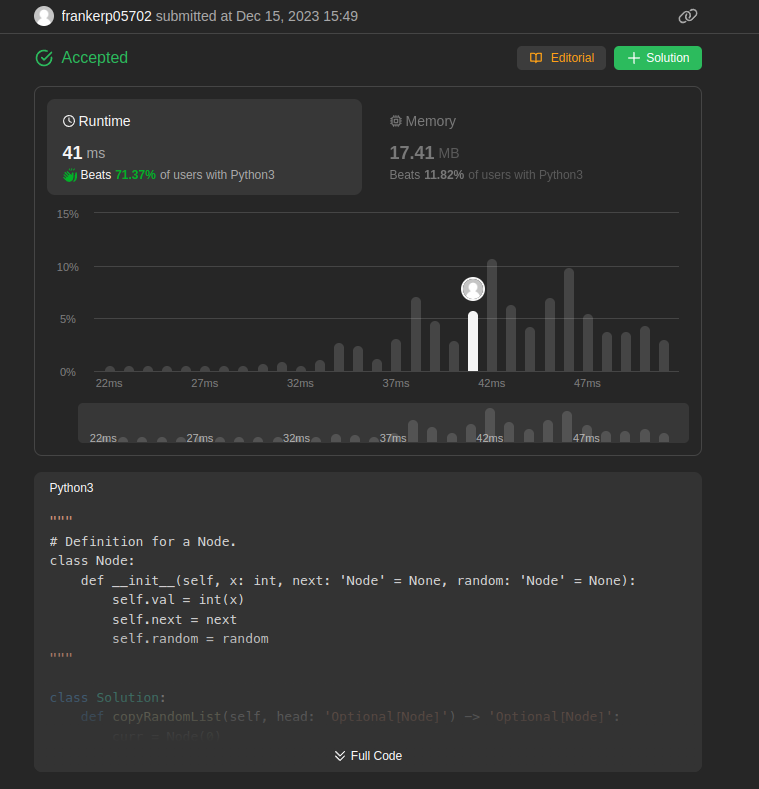 frankerp05702 submitted at Dec 15, 2023 15:49
Accepted
Editorial
Solution
Runtime
41 ms
Beats 71.37% of users with Python3
Memory
17.41 MB
Beats 11.82% of users with Python3
15%
10%
5%
0%
22ms 27ms 32ms 37ms 42ms 47ms
22ms 27ms 32ms 37ms 42ms 47ms
Python3
"""
# Definition for a Node.
class Node:
    def __init__(self, x: int, next: 'Node' = None, random: 'Node' = None):
        self.val = int(x)
        self.next = next
        self.random = random
"""
class Solution:
    def copyRandomList(self, head: 'Optional[Node]') -> 'Optional[Node]':
        curr = Node(0)
Full Code